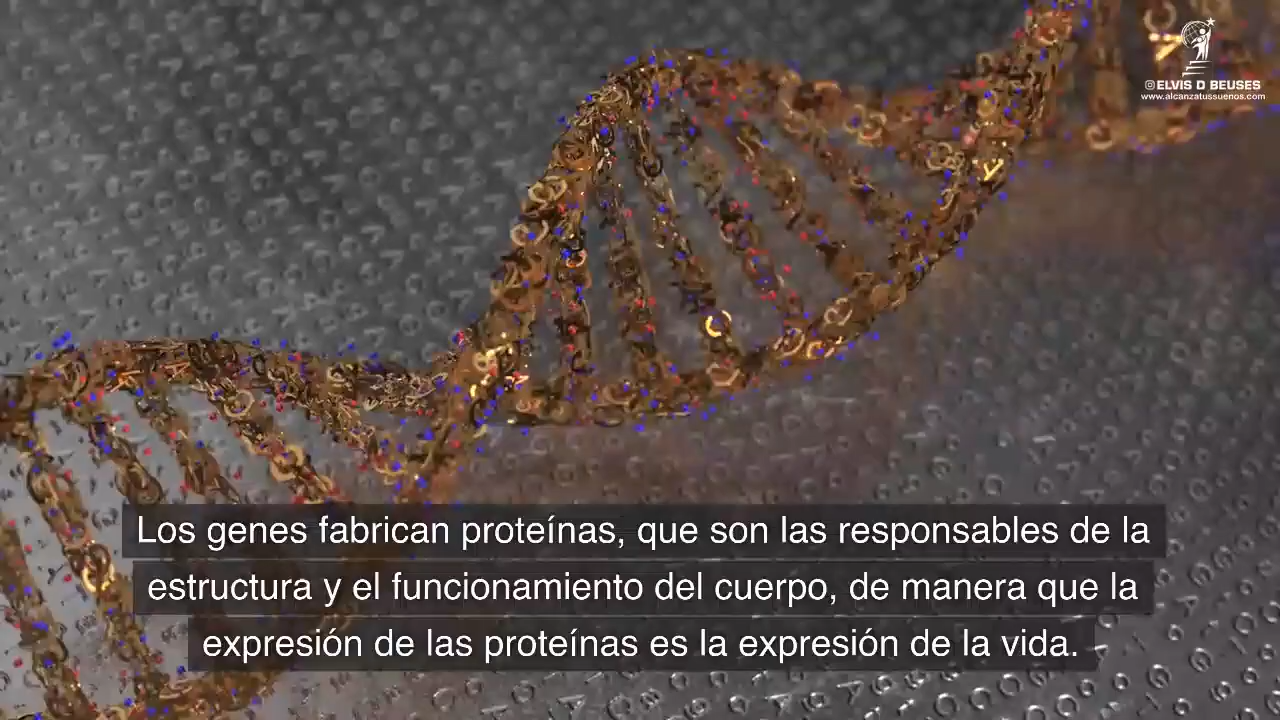 ©ELVIS D BEUSES
www.alcanzatussuenos.com
Los genes fabrican proteínas, que son las responsables de la
estructura y el funcionamiento del cuerpo, de manera que la
expresión de las proteínas es la expresión de la vida.